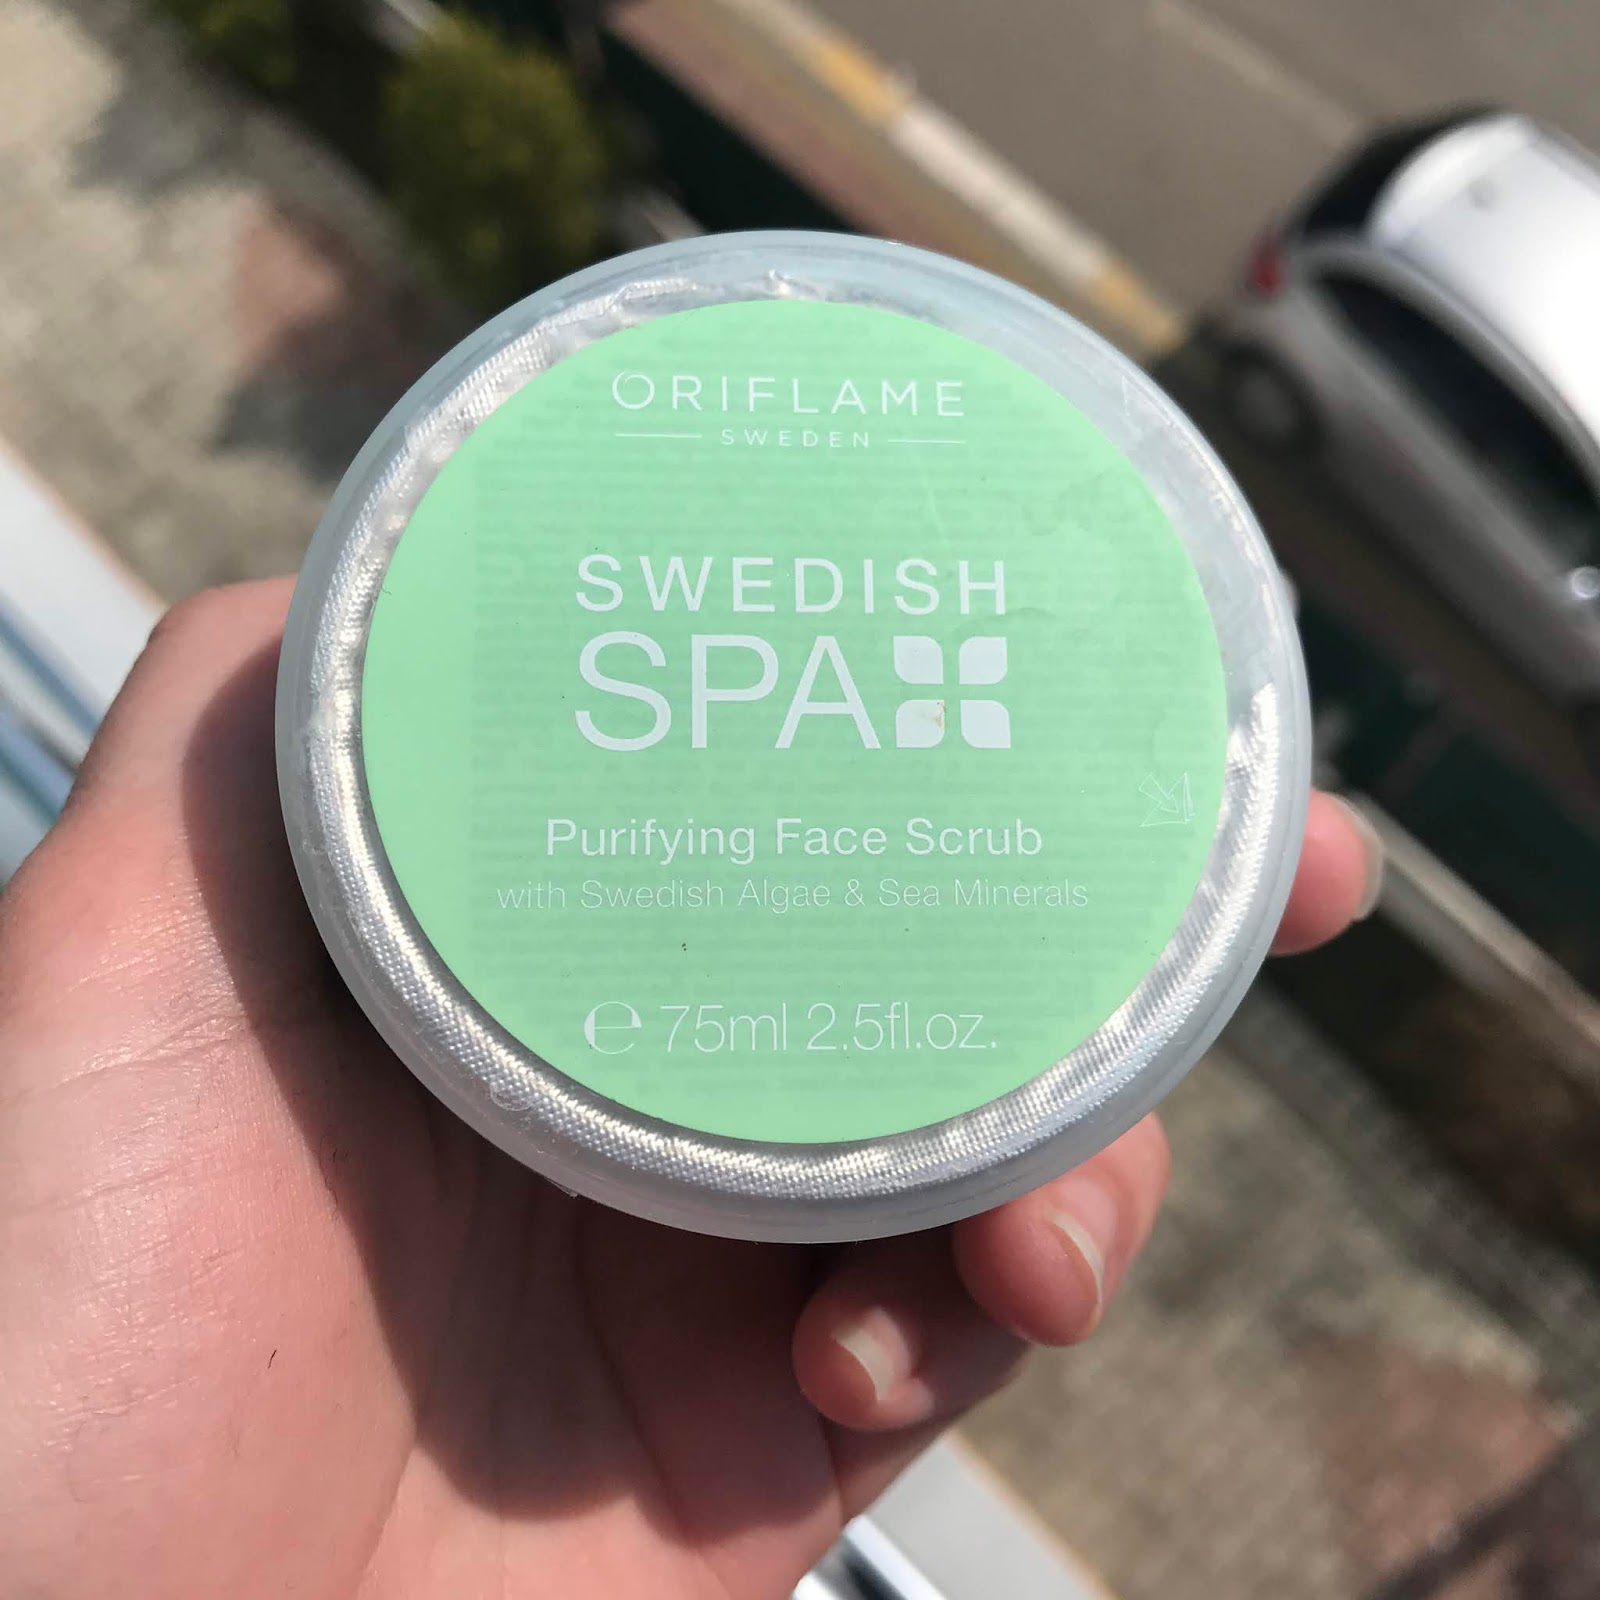 ORIFLAME
SWEDEN
SWEDISH
SPA
Purifying Face Scrub
with Swedish Algae & Sea Minerals
℮ 75ml 2.5fl.oz.